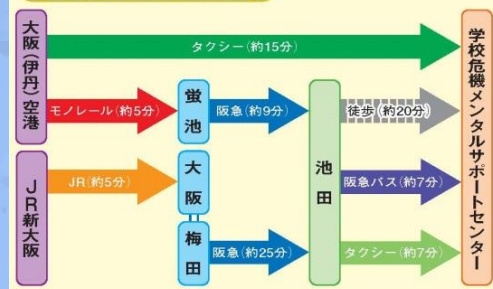 大阪(伊丹)空港
タクシー(約15分)
学校危機メンタルサポートセンター
モノレール(約5分)
蛍池
阪急(約9分)
池田
徒歩(約20分)
JR新大阪
JR(約5分)
大阪
梅田
阪急(約25分)
阪急バス(約7分)
タクシー(約7分)